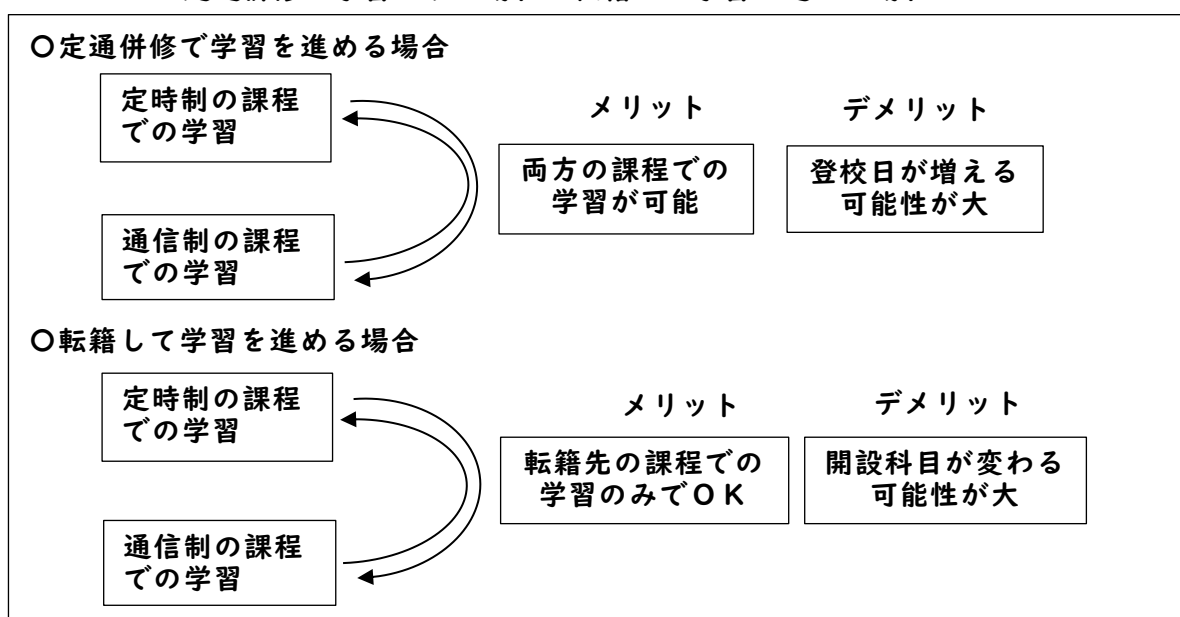 〇定通併修で学習を進める場合
定時制の課程
での学習
通信制の課程
での学習
メリット
両方の課程での
学習が可能
デメリット
登校日が増える
可能性が大
〇転籍して学習を進める場合
定時制の課程
での学習
通信制の課程
での学習
メリット
転籍先の課程での
学習のみでＯＫ
デメリット
開設科目が変わる
可能性が大